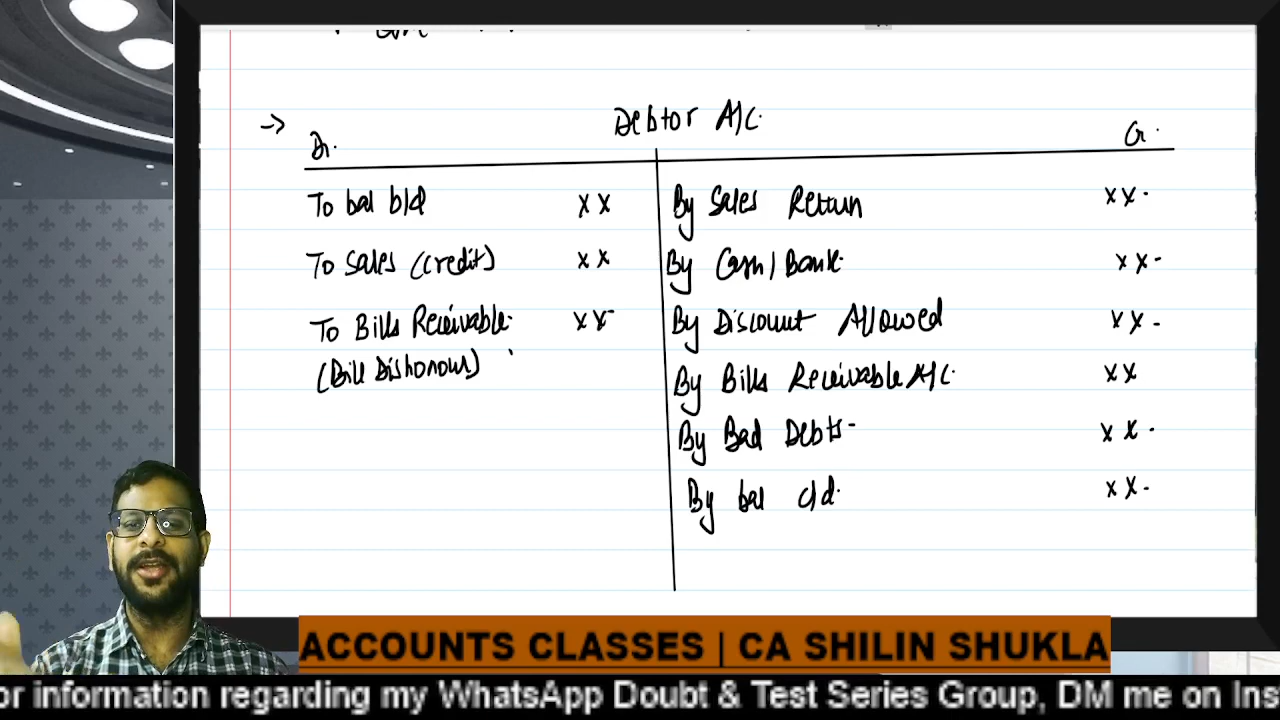 → Debtor A/c.
Dr. Cr.
To bal b/d xx By Sales Return xx.
To Sales (credit) xx By Cash/Bank. xx.
To Bills Receivable. xx By Discount Allowed xx.
(Bill Dishonour) By Bills Receivable A/c. xx
By Bad Debts- xx.
By bal c/d. xx.
ACCOUNTS CLASSES | CA SHILIN SHUKLA
or information regarding my WhatsApp Doubt & Test Series Group, DM me on Ins